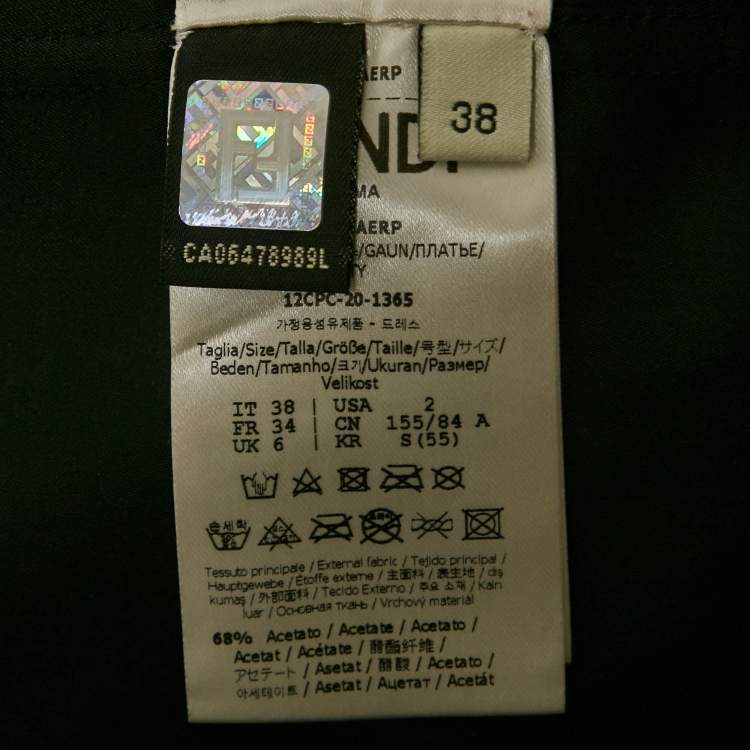 AERP
38
NDI
MA
CA06478989L
AERP
/GAUN/ПЛАТЬЕ/
TY
12CPC-20-1365
가정용섬유제품 - 드레스
Taglia/Size/Talla/Größe/Taille/号型/サイズ/
Beden/Tamanho/크기/Ukuran/Размер/
Velikost
IT 38 | USA 2
FR 34 | CN 155/84 A
UK 6 | KR S(55)
손세탁
Tessuto principale / External fabric / Tejido principal /
Hauptgewebe / Étoffe externe / 主面料 / 表生地 / dış
kumaş / 外部面料 / Tecido Externo / 주요 소재 / Kain
luar / Основная ткань / Vrchový materiál
68% Acetato / Acetate / Acetato /
Acetat / Acétate / 醋酯纤维 /
アセテート / Asetat / 醋酸 / Acetato /
아세테이트 / Asetat / Ацетат / Acetát